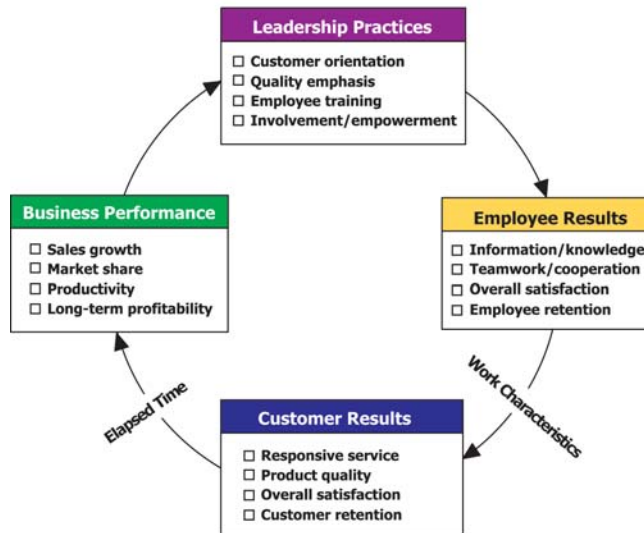 Leadership Practices
☐ Customer orientation
☐ Quality emphasis
☐ Employee training
☐ Involvement/empowerment
Employee Results
☐ Information/knowledge
☐ Teamwork/cooperation
☐ Overall satisfaction
☐ Employee retention
Work Characteristics
Customer Results
☐ Responsive service
☐ Product quality
☐ Overall satisfaction
☐ Customer retention
Elapsed Time
Business Performance
☐ Sales growth
☐ Market share
☐ Productivity
☐ Long-term profitability